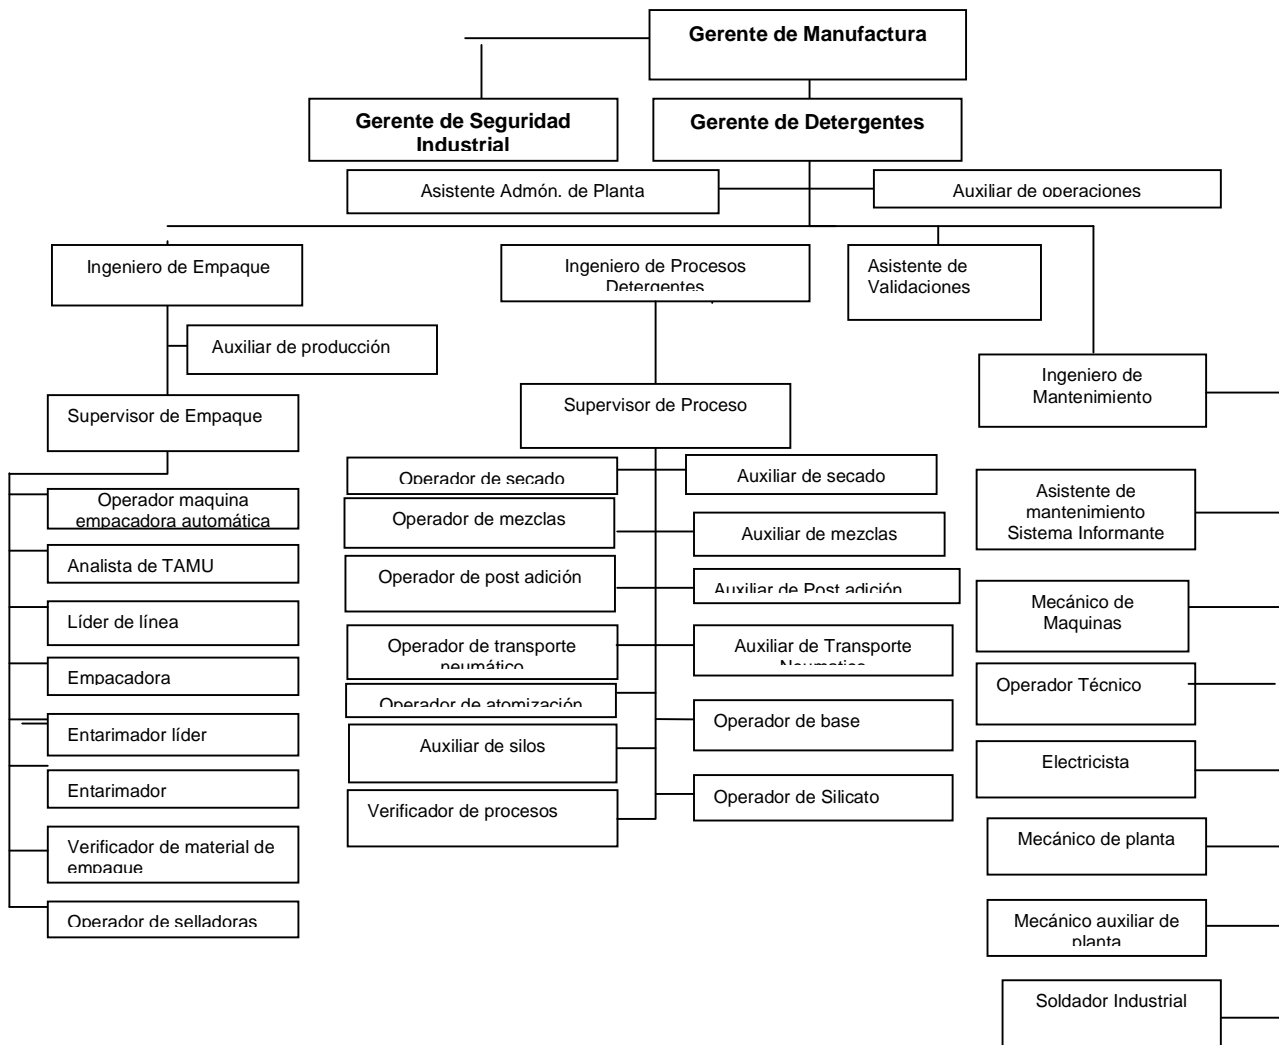 Gerente de Manufactura
Gerente de Seguridad
Industrial
Gerente de Detergentes
Asistente Admón. de Planta
Auxiliar de operaciones
Ingeniero de Empaque
Ingeniero de Procesos
Detergentes
Asistente de
Validaciones
Auxiliar de producción
Ingeniero de
Mantenimiento
Supervisor de Empaque
Supervisor de Proceso
Operador maquina
empacadora automática
Analista de TAMU
Líder de línea
Empacadora
Entarimador líder
Entarimador
Verificador de material de
empaque
Operador de selladoras
Operador de secado
Auxiliar de secado
Operador de mezclas
Auxiliar de mezclas
Operador de post adición
Auxiliar de Post adición
Operador de transporte
neumático
Auxiliar de Transporte
Neumatico
Operador de atomización
Operador de base
Auxiliar de silos
Operador de Silicato
Verificador de procesos
Asistente de
mantenimiento
Sistema Informante
Mecánico de
Maquinas
Operador Técnico
Electricista
Mecánico de planta
Mecánico auxiliar de
planta
Soldador Industrial